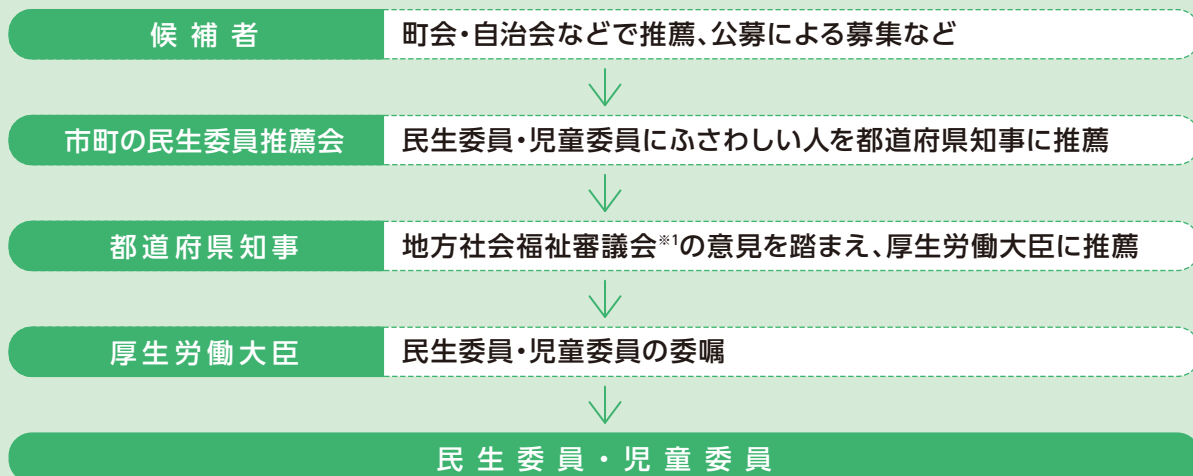 候補者 町会・自治会などで推薦、公募による募集など
市町の民生委員推薦会 民生委員・児童委員にふさわしい人を都道府県知事に推薦
都道府県知事 地方社会福祉審議会※1の意見を踏まえ、厚生労働大臣に推薦
厚生労働大臣 民生委員・児童委員の委嘱
民生委員・児童委員